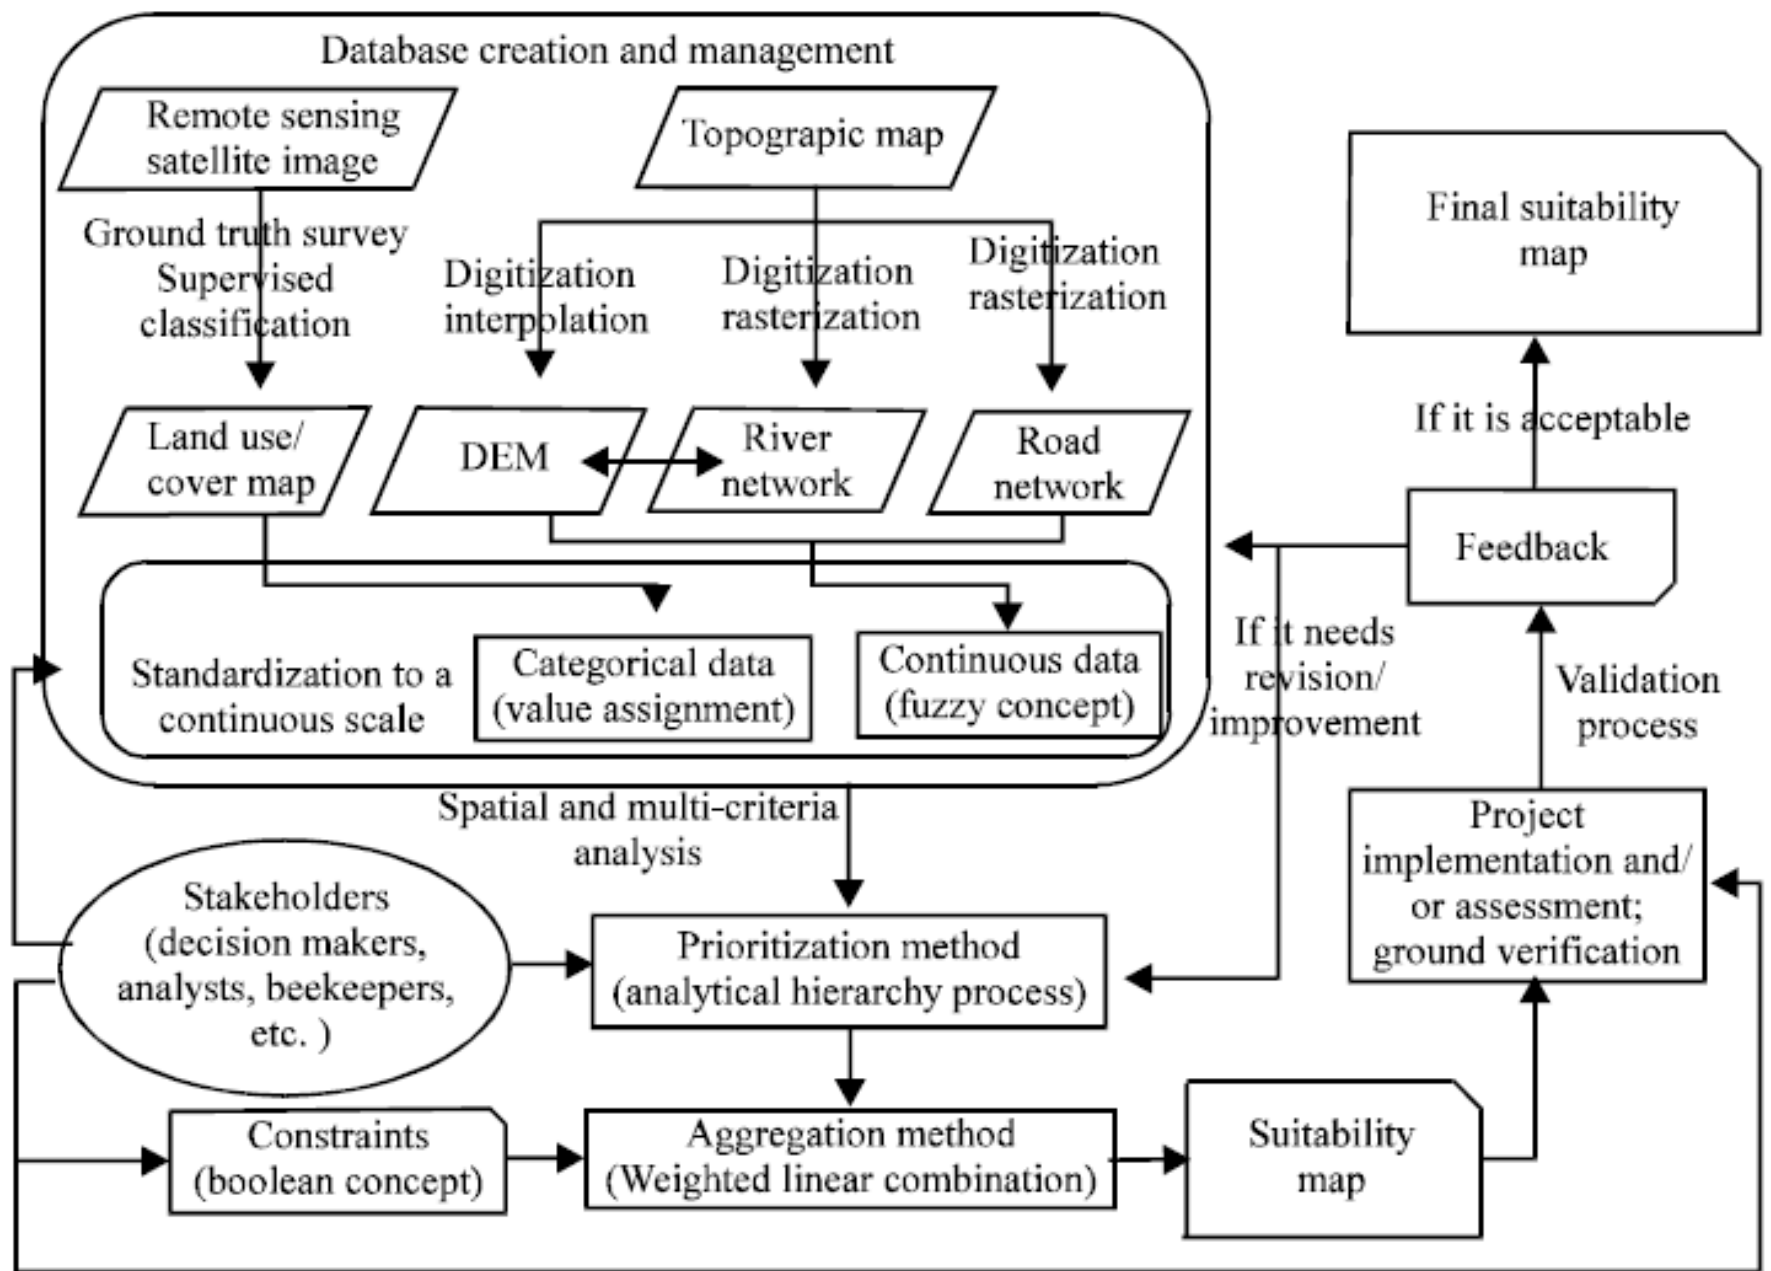 Database creation and management
Remote sensing
satellite image
Topograpic map
Ground truth survey
Supervised
classification
Digitization
interpolation
Digitization
rasterization
Digitization
rasterization
Land use/
cover map
DEM
River
network
Road
network
Standardization to a
continuous scale
Categorical data
(value assignment)
Continuous data
(fuzzy concept)
Final suitability
map
If it is acceptable
Feedback
If it needs
revision/
improvement
Validation
process
Spatial and multi-criteria
analysis
Stakeholders
(decision makers,
analysts, beekeepers,
etc. )
Prioritization method
(analytical hierarchy process)
Project
implementation and/
or assessment;
ground verification
Constraints
(boolean concept)
Aggregation method
(Weighted linear combination)
Suitability
map